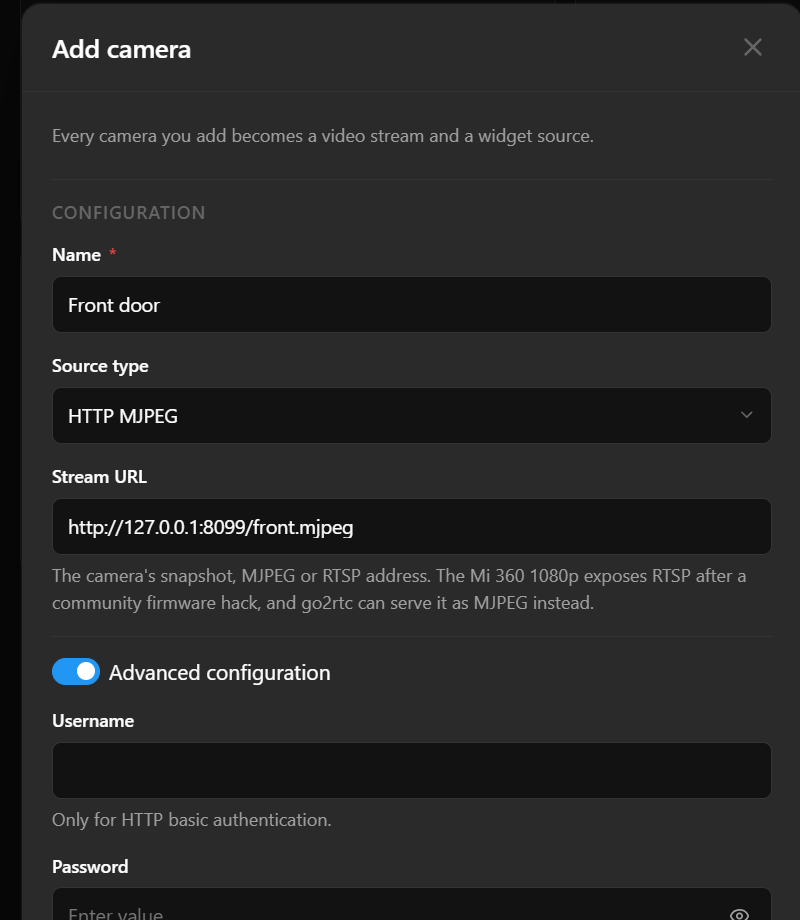 Add camera
Every camera you add becomes a video stream and a widget source.
CONFIGURATION
Name *
Front door
Source type
HTTP MJPEG
Stream URL
http://127.0.0.1:8099/front.mjpeg
The camera's snapshot, MJPEG or RTSP address. The Mi 360 1080p exposes RTSP after a
community firmware hack, and go2rtc can serve it as MJPEG instead.
Advanced configuration
Username
Only for HTTP basic authentication.
Password
Enter value